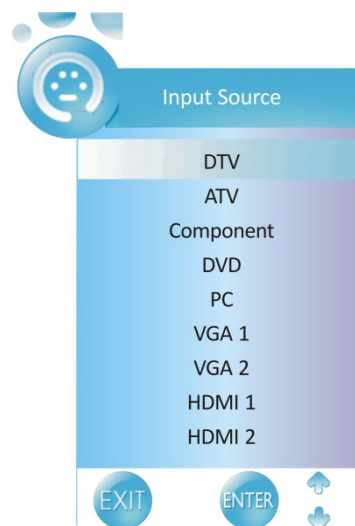 Input Source
DTV
ATV
Component
DVD
PC
VGA 1
VGA 2
HDMI 1
HDMI 2
EXIT
ENTER